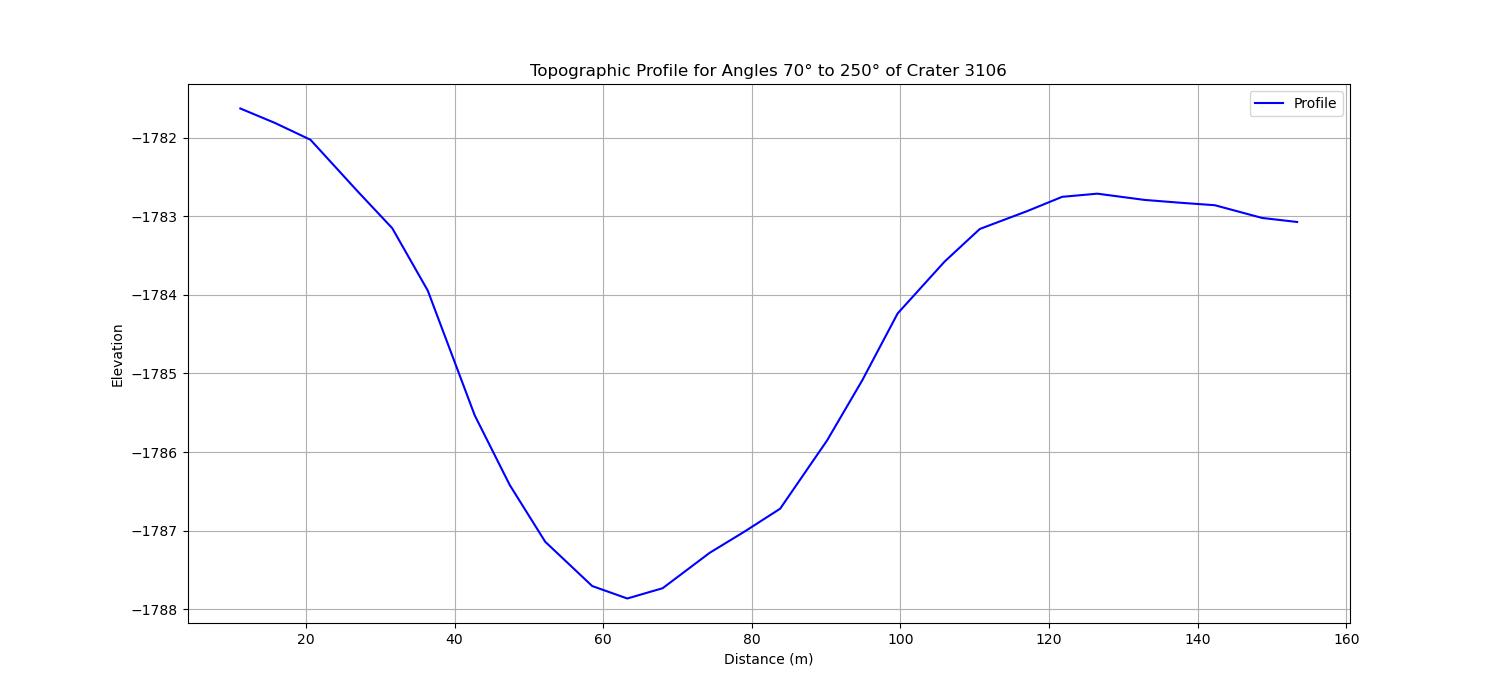 Topographic Profile for Angles 70° to 250° of Crater 3106
Profile
−1782
−1783
−1784
−1785
−1786
−1787
−1788
Elevation
20 40 60 80 100 120 140 160
Distance (m)